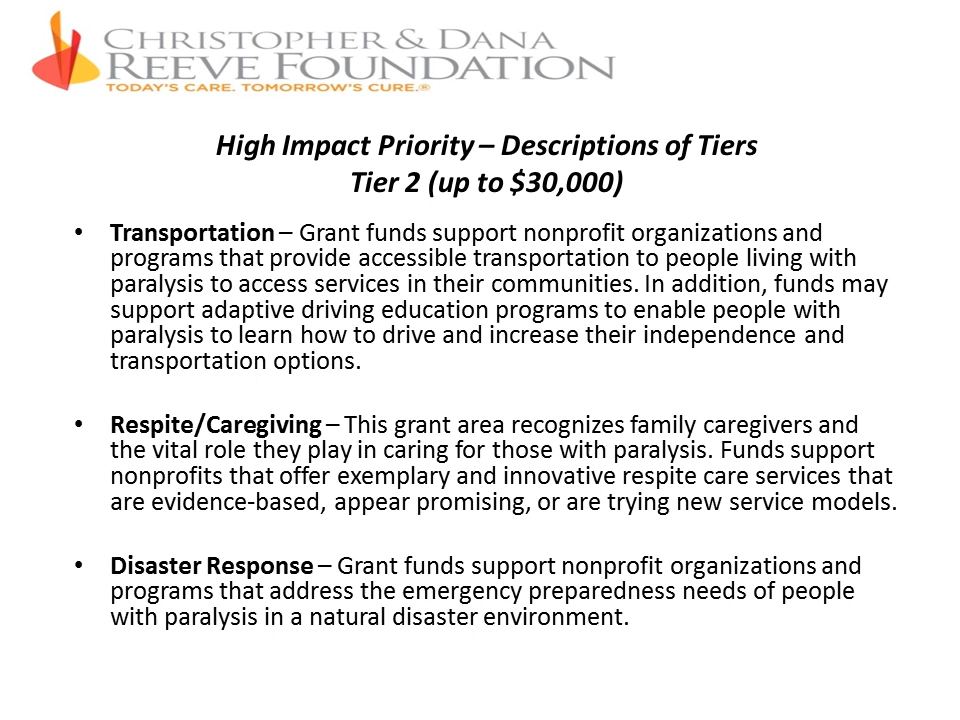 CHRISTOPHER & DANA
REEVE FOUNDATION
TODAY'S CARE. TOMORROW'S CURE.®
High Impact Priority – Descriptions of Tiers
Tier 2 (up to $30,000)
• Transportation – Grant funds support nonprofit organizations and
programs that provide accessible transportation to people living with
paralysis to access services in their communities. In addition, funds may
support adaptive driving education programs to enable people with
paralysis to learn how to drive and increase their independence and
transportation options.
• Respite/Caregiving – This grant area recognizes family caregivers and
the vital role they play in caring for those with paralysis. Funds support
nonprofits that offer exemplary and innovative respite care services that
are evidence-based, appear promising, or are trying new service models.
• Disaster Response – Grant funds support nonprofit organizations and
programs that address the emergency preparedness needs of people
with paralysis in a natural disaster environment.